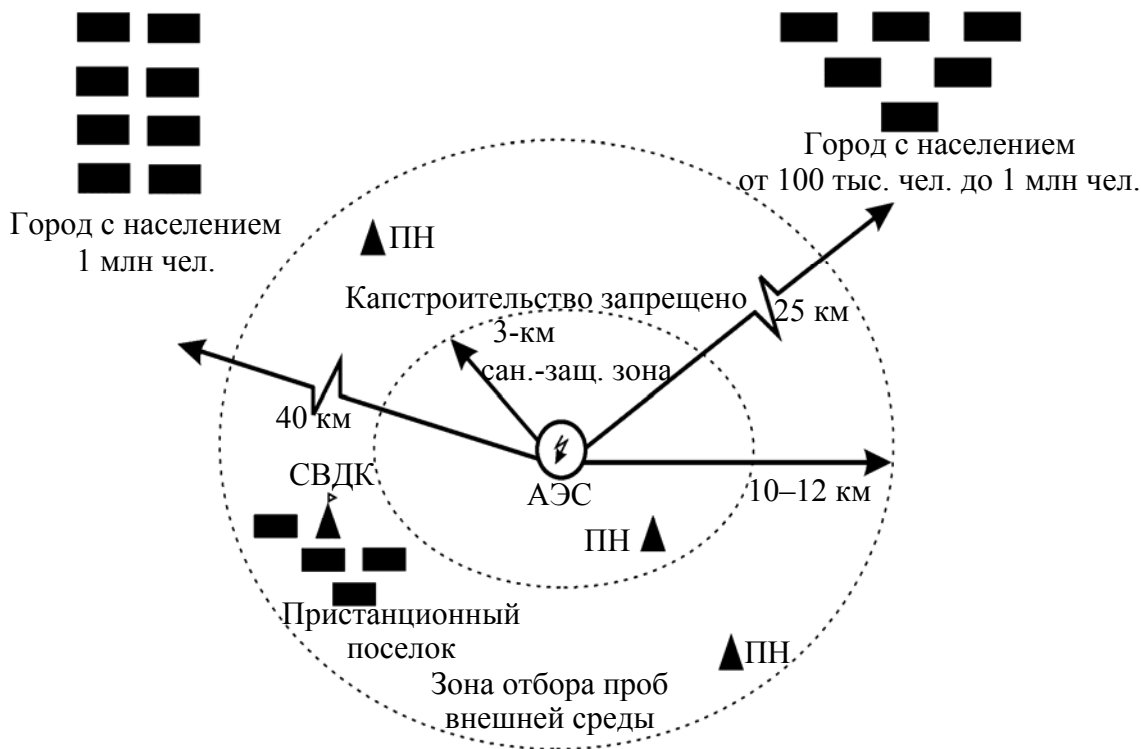 Город с населением
от 100 тыс. чел. до 1 млн чел.
Город с населением
1 млн чел.
ПН
Капстроительство запрещено
3-км
сан.-защ. зона
25 км
40 км
СВДК
АЭС
10–12 км
ПН
Пристанционный
поселок
ПН
Зона отбора проб
внешней среды